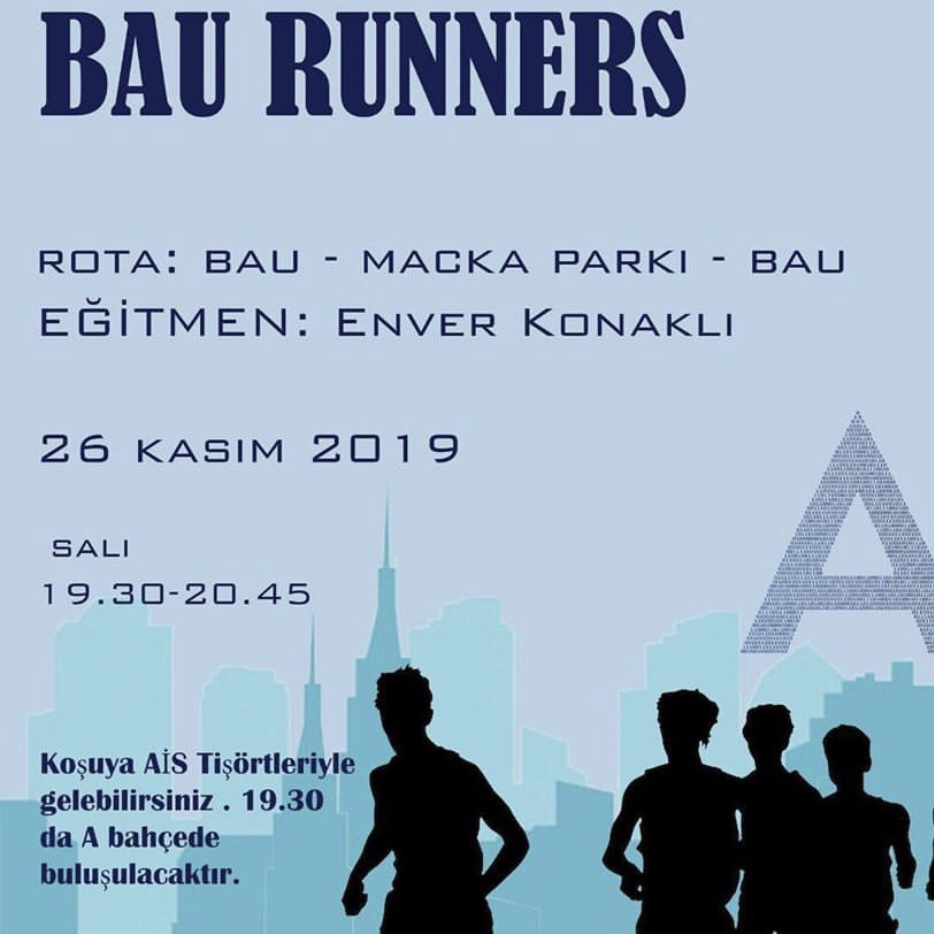 BAU RUNNERS
ROTA: BAU - MACKA PARKI - BAU
EĞİTMEN: ENVER KONAKLI
26 KASIM 2019
SALI
19.30-20.45
A
Koşuya AİS Tişörtleriyle
gelebilirsiniz . 19.30
da A bahçede
buluşulacaktır.